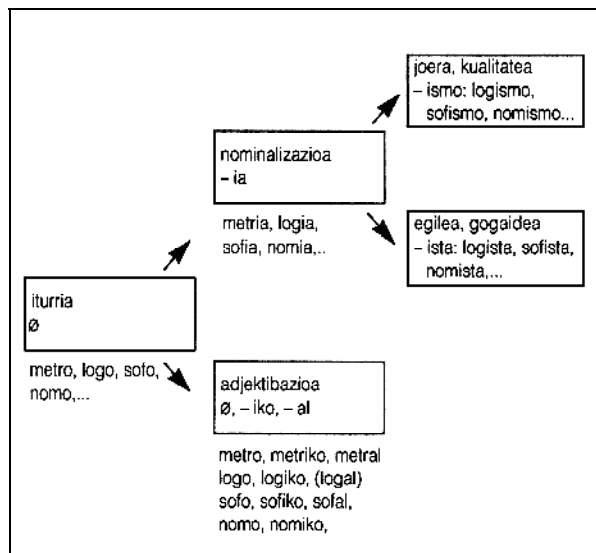 joera, kualitatea
– ismo: logismo,
sofismo, nomismo...
nominalizazioa
– ia
metria, logia,
sofia, nomia,..
egilea, gogaidea
– ista: logista, sofista,
nomista,...
iturria
ø
metro, logo, sofo,
nomo,...
adjektibazioa
ø, – iko, – al
metro, metriko, metral
logo, logiko, (logal)
sofo, sofiko, sofal,
nomo, nomiko,